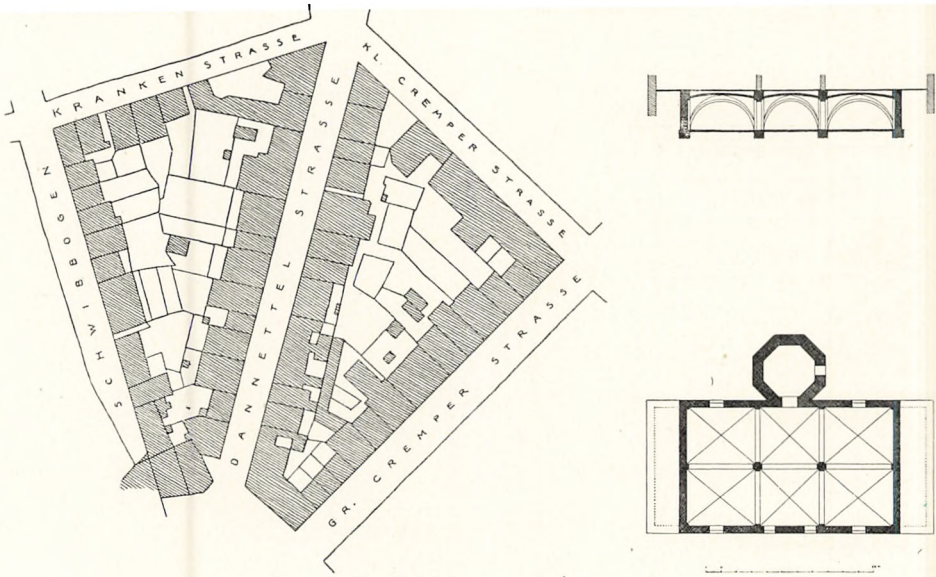 KRANKEN STRASSE
KL. CREMPER STRASSE
SCHWIBBOGEN
DANNETTEL STRASSE
GR. CREMPER STRASSE